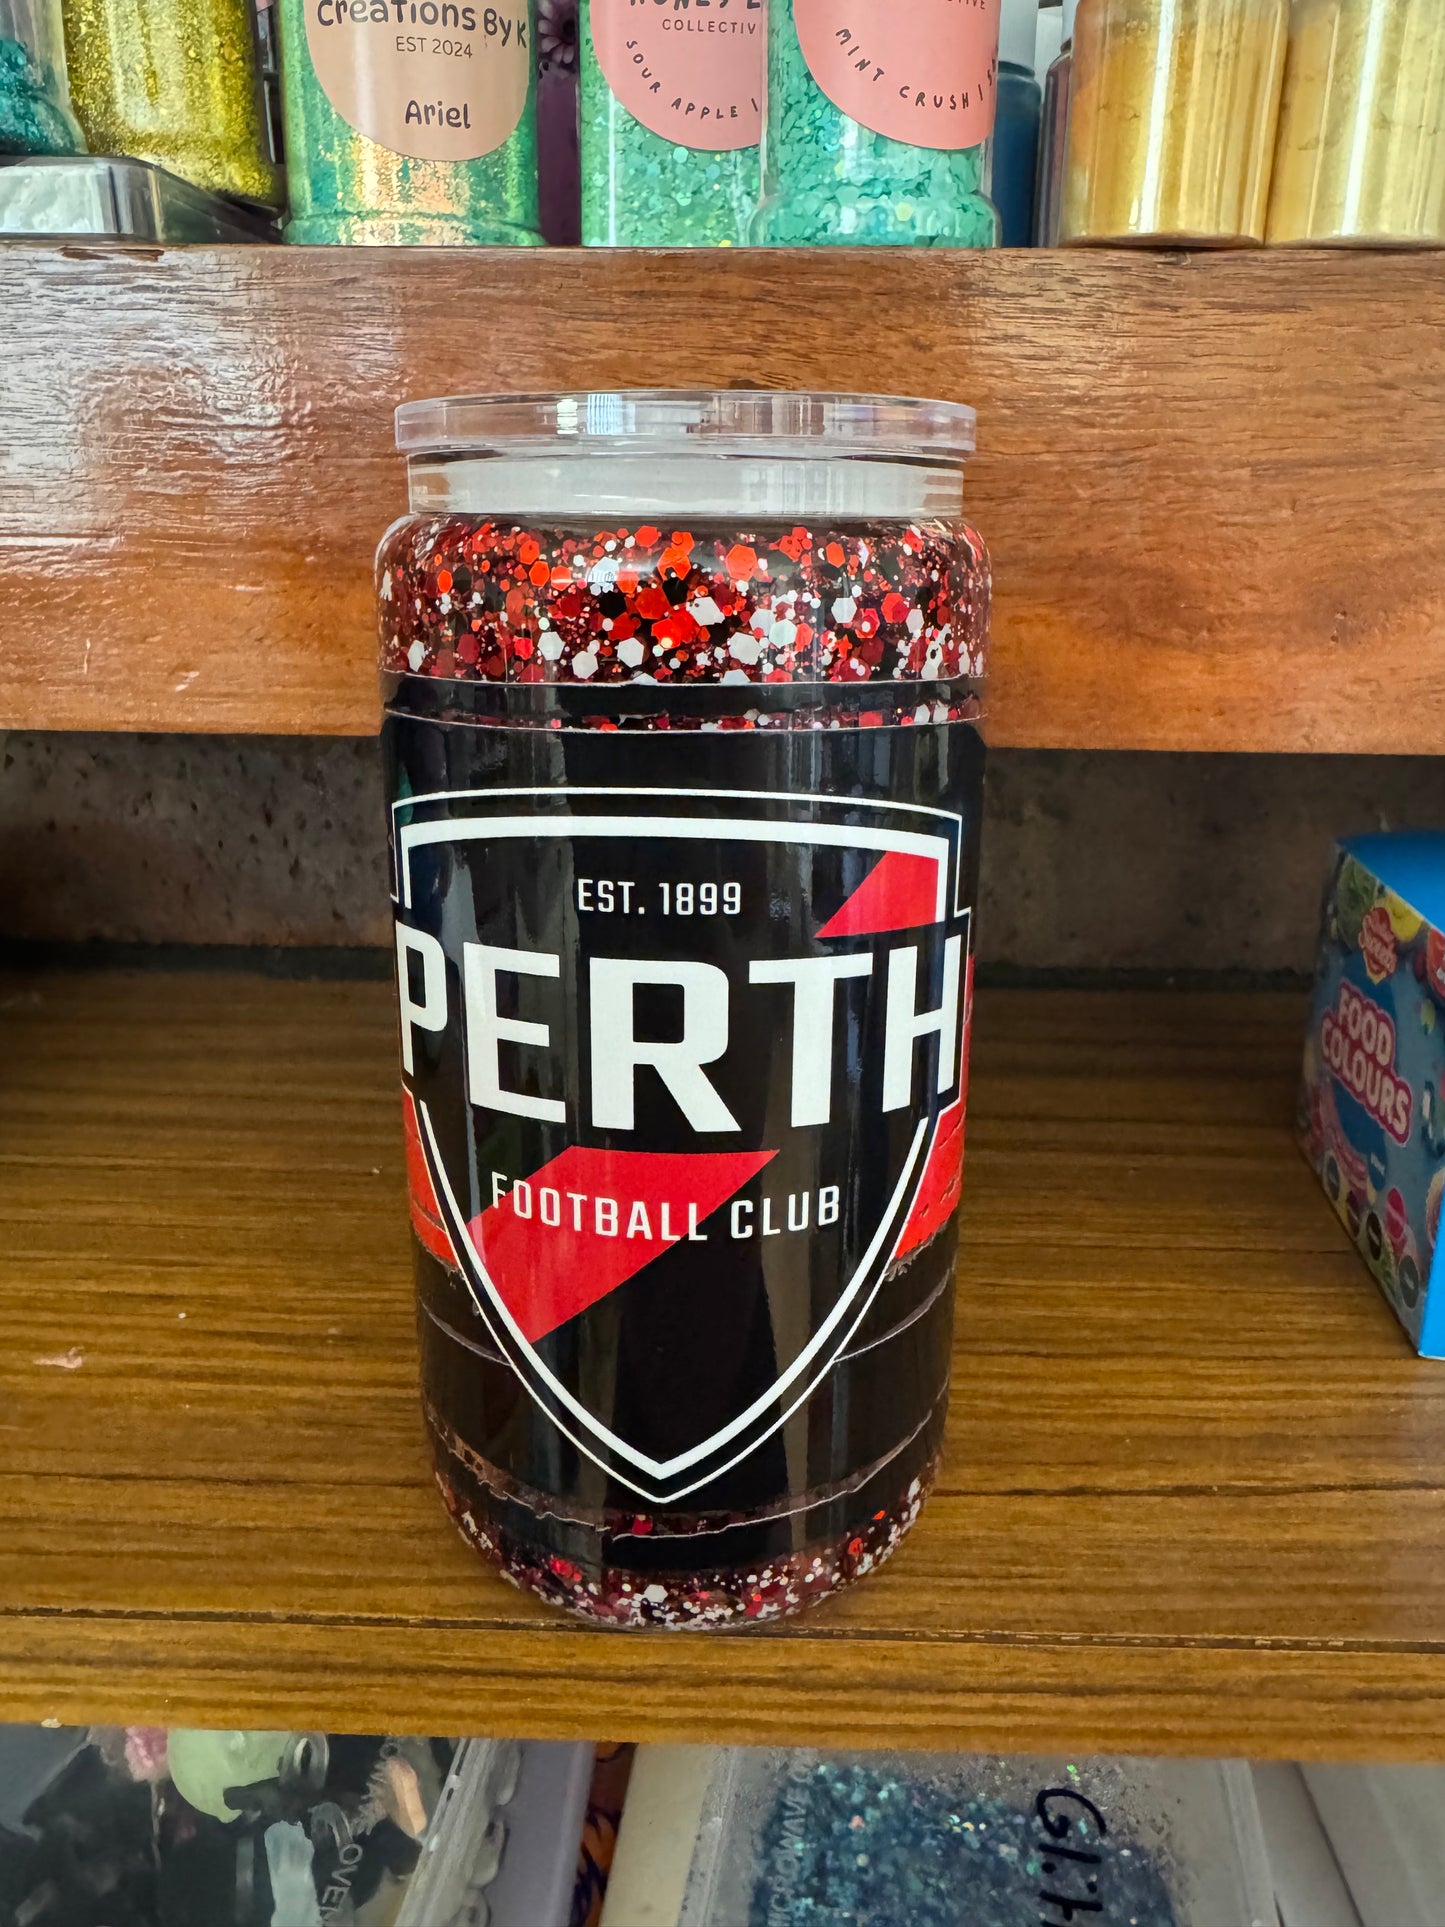 Creations By K
EST 2024
Ariel
COLLECTIV
SOUR APPLE |
MINT CRUSH |
EST. 1899
PERTH
FOOTBALL CLUB
FOOD
COLOURS